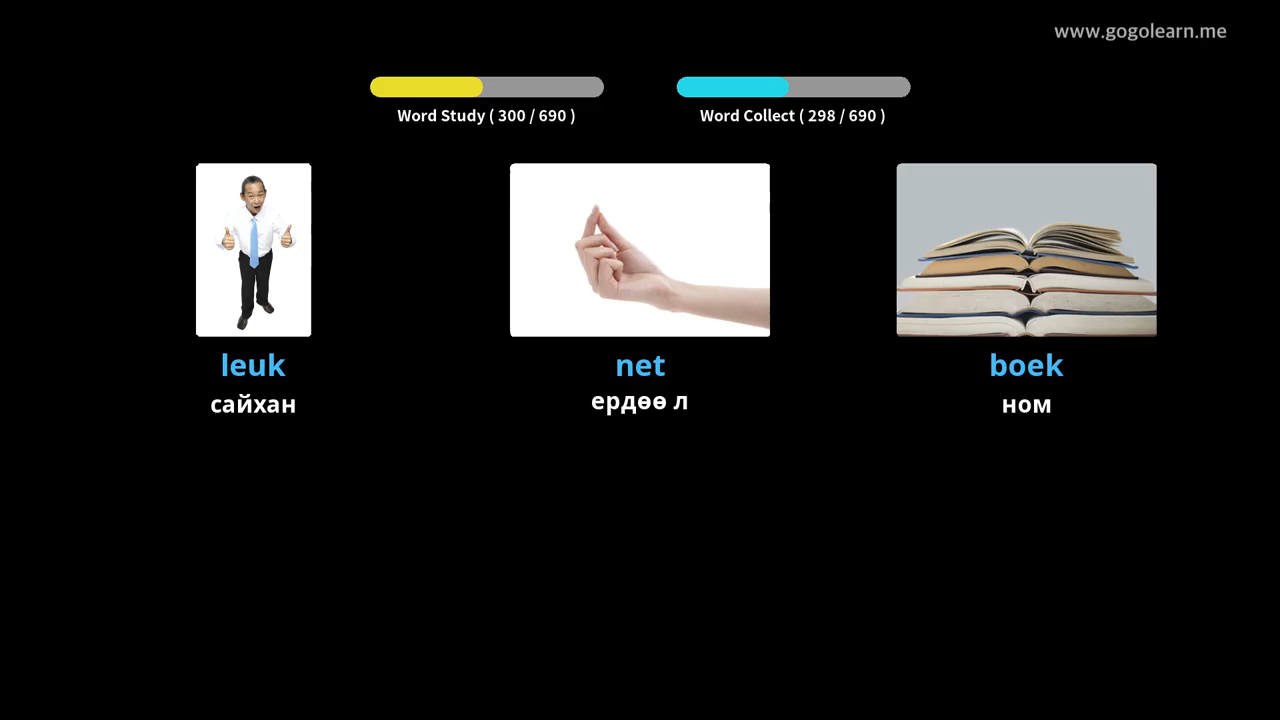 www.gogolearn.me
Word Study ( 300 / 690 )
Word Collect ( 298 / 690 )
leuk
сайхан
net
ердөө л
boek
ном